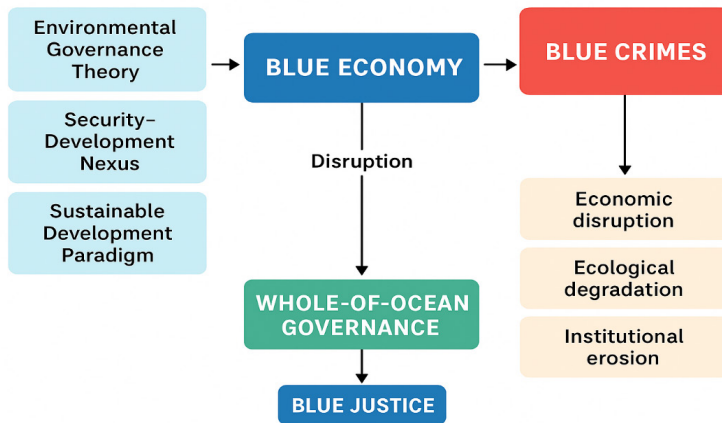 Environmental
Governance
Theory
BLUE ECONOMY
BLUE CRIMES
Security–
Development
Nexus
Disruption
Sustainable
Development
Paradigm
Economic
disruption
Ecological
degradation
WHOLE-OF-OCEAN
GOVERNANCE
Institutional
erosion
BLUE JUSTICE